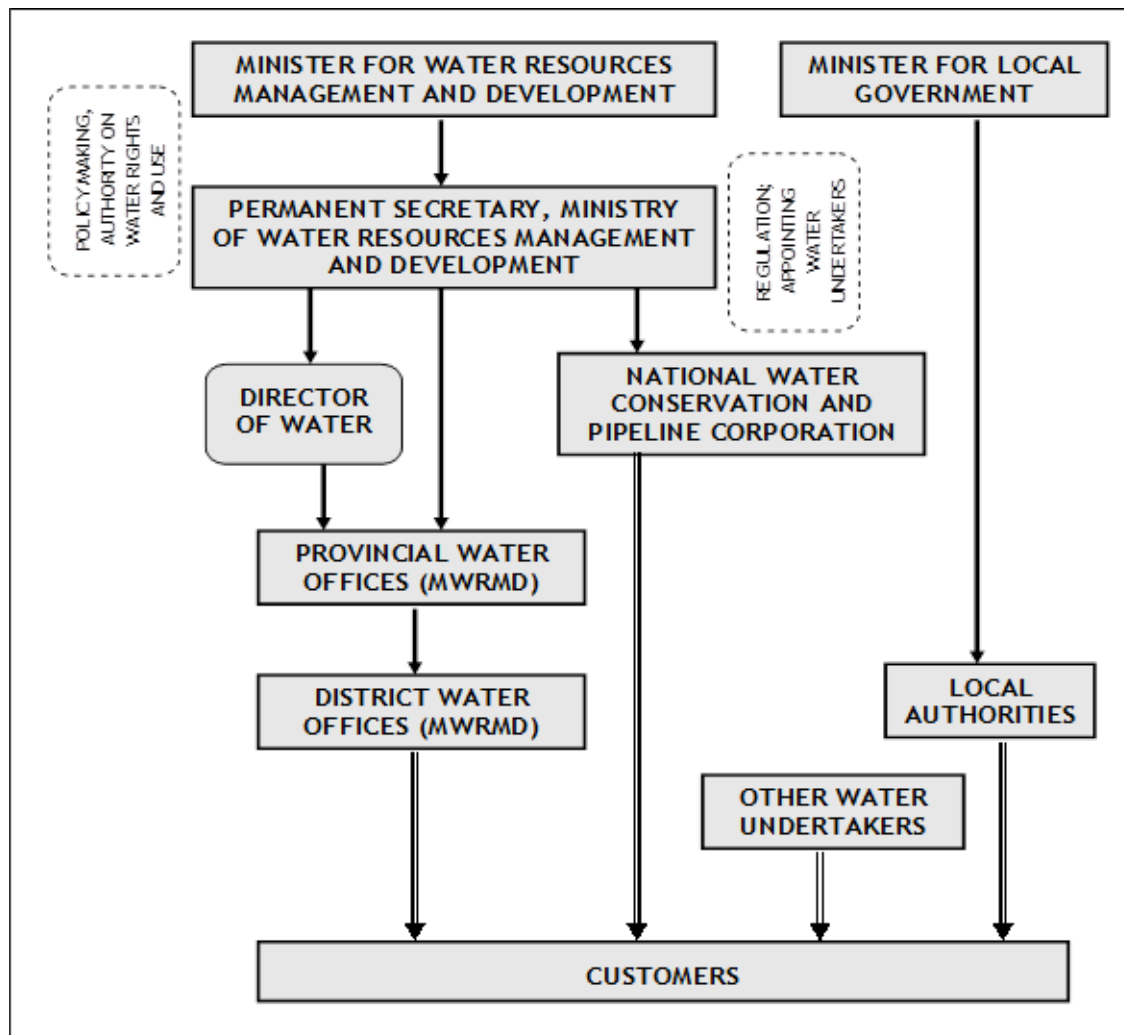 MINISTER FOR WATER RESOURCES
MANAGEMENT AND DEVELOPMENT
MINISTER FOR LOCAL
GOVERNMENT
POLICY MAKING,
AUTHORITY ON
WATER RIGHTS
AND USE
PERMANENT SECRETARY, MINISTRY
OF WATER RESOURCES MANAGEMENT
AND DEVELOPMENT
REGULATION;
APPOINTING
WATER
UNDERTAKERS
DIRECTOR
OF WATER
NATIONAL WATER
CONSERVATION AND
PIPELINE CORPORATION
PROVINCIAL WATER
OFFICES (MWRMD)
DISTRICT WATER
OFFICES (MWRMD)
LOCAL
AUTHORITIES
OTHER WATER
UNDERTAKERS
CUSTOMERS